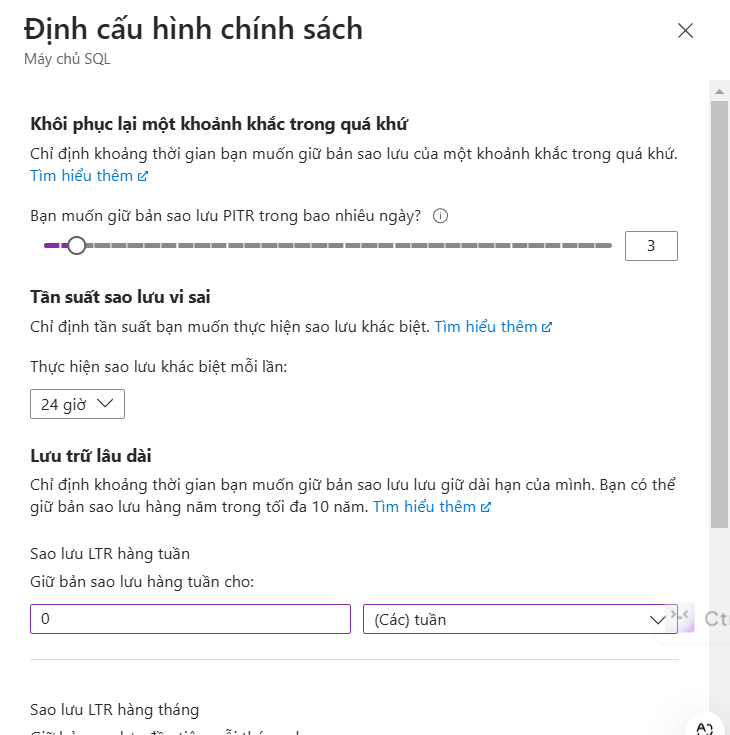 Định cấu hình chính sách
Máy chủ SQL
Khôi phục lại một khoảnh khắc trong quá khứ
Chỉ định khoảng thời gian bạn muốn giữ bản sao lưu của một khoảnh khắc trong quá khứ.
Tìm hiểu thêm
Bạn muốn giữ bản sao lưu PITR trong bao nhiêu ngày?
3
Tần suất sao lưu vi sai
Chỉ định tần suất bạn muốn thực hiện sao lưu khác biệt. Tìm hiểu thêm
Thực hiện sao lưu khác biệt mỗi lần:
24 giờ
Lưu trữ lâu dài
Chỉ định khoảng thời gian bạn muốn giữ bản sao lưu lưu giữ dài hạn của mình. Bạn có thể
giữ bản sao lưu hàng năm trong tối đa 10 năm. Tìm hiểu thêm
Sao lưu LTR hàng tuần
Giữ bản sao lưu hàng tuần cho:
0
(Các) tuần
Sao lưu LTR hàng tháng